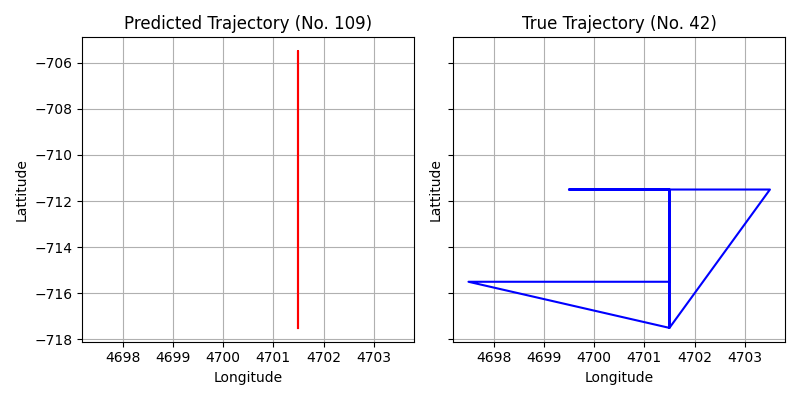 Predicted Trajectory (No. 109)
−706
−708
−710
−712
−714
−716
−718
Lattitude
4698 4699 4700 4701 4702 4703
Longitude
True Trajectory (No. 42)
Lattitude
4698 4699 4700 4701 4702 4703
Longitude